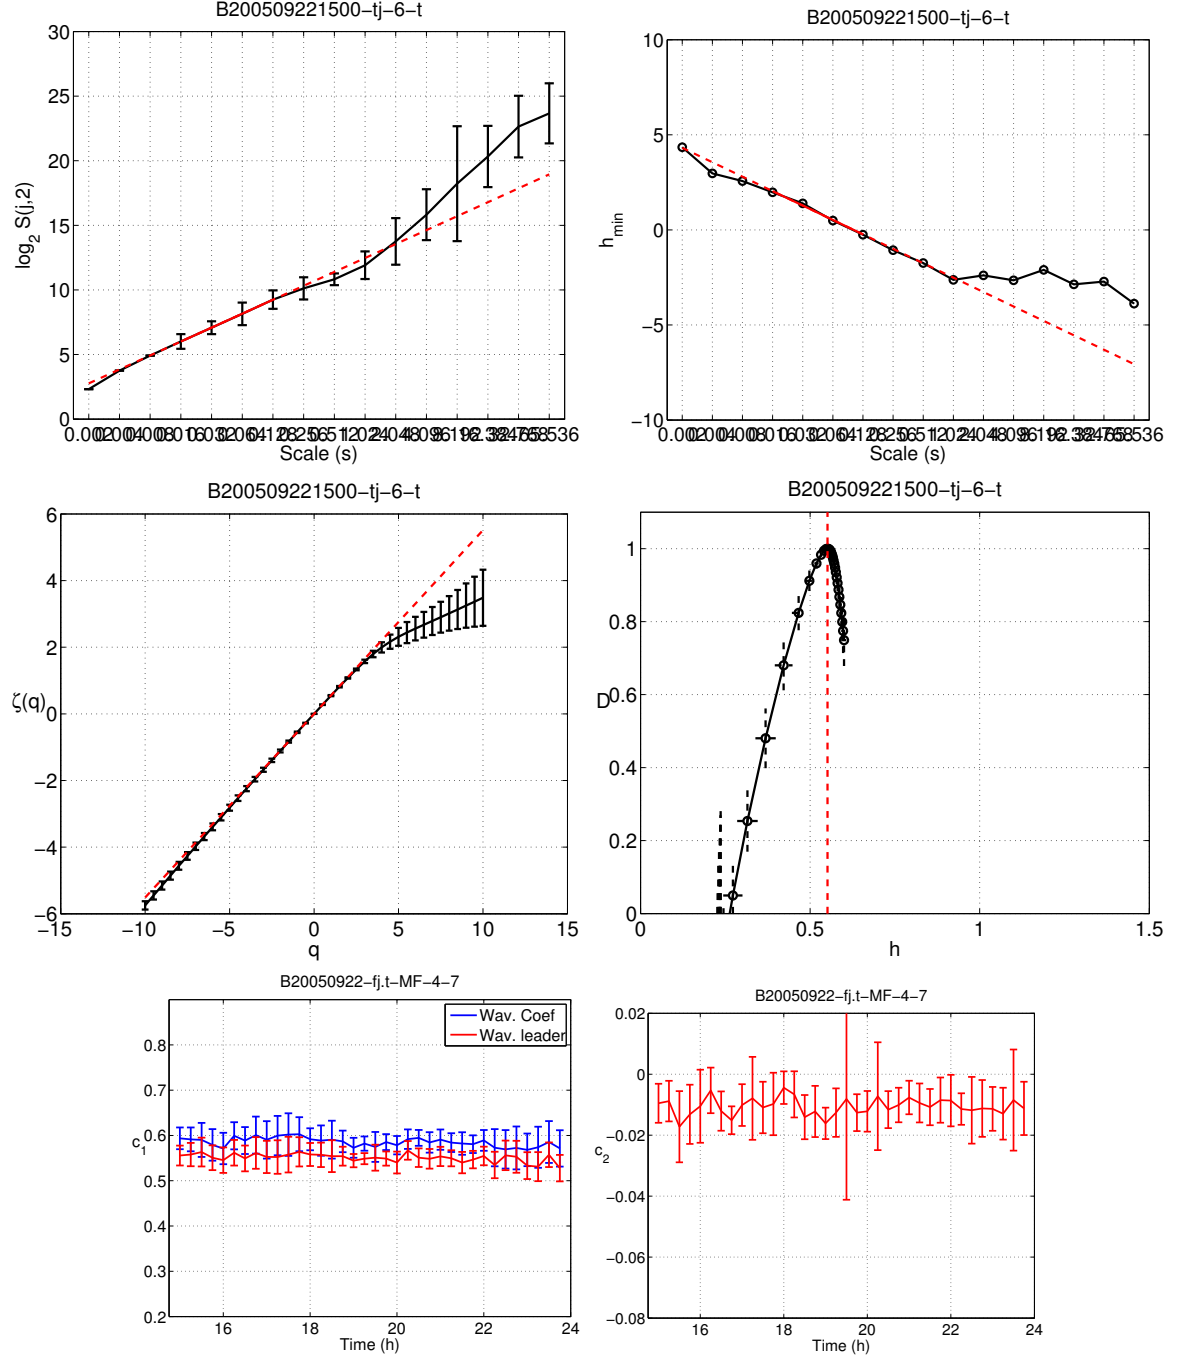 B200509221500−tj−6−t
30
25
20
15
10
5
0
log2 S(j,2)
Scale (s)
B200509221500−tj−6−t
10
5
0
−5
−10
hmin
Scale (s)
B200509221500−tj−6−t
6
4
2
0
−2
−4
−6
ζ(q)
−15 −10 −5 0 5 10 15
q
B200509221500−tj−6−t
1
0.8
0.6
0.4
0.2
0
D
0 0.5 1 1.5
h
B20050922−fj.t−MF−4−7
Wav. Coef
Wav. leader
0.8
0.7
0.6
0.5
0.4
0.3
0.2
c1
16 18 20 22 24
Time (h)
B20050922−fj.t−MF−4−7
0.02
0
−0.02
−0.04
−0.06
−0.08
c2
16 18 20 22 24
Time (h)